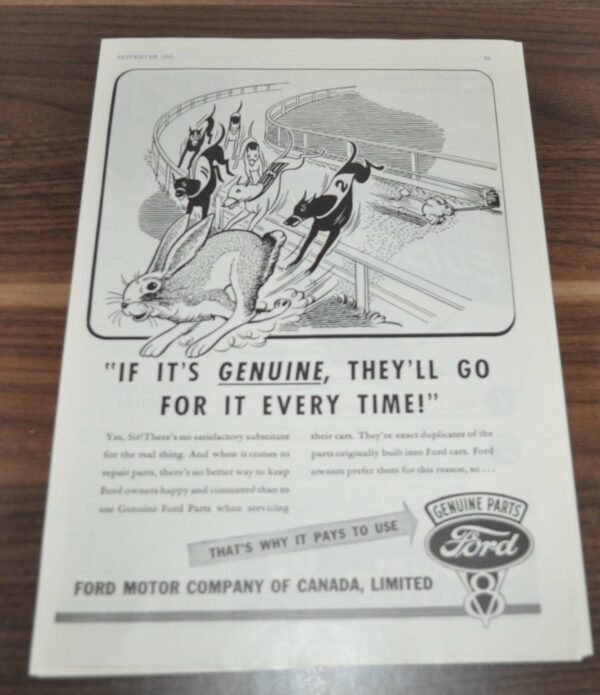 SEPTEMBER,
2
"IF IT'S GENUINE, THEY'LL GO
FOR IT EVERY TIME!"
Yes, Sir! There's no satisfactory substitute
for the real thing. And when it comes to
repair parts, there's no better way to keep
Ford owners happy and contented than to
use Genuine Ford Parts when servicing
their cars. They're exact duplicates of the
parts originally built into Ford cars. Ford
owners prefer them for this reason, so ...
THAT'S WHY IT PAYS TO USE
GENUINE PARTS
Ford
V8
FORD MOTOR COMPANY OF CANADA, LIMITED